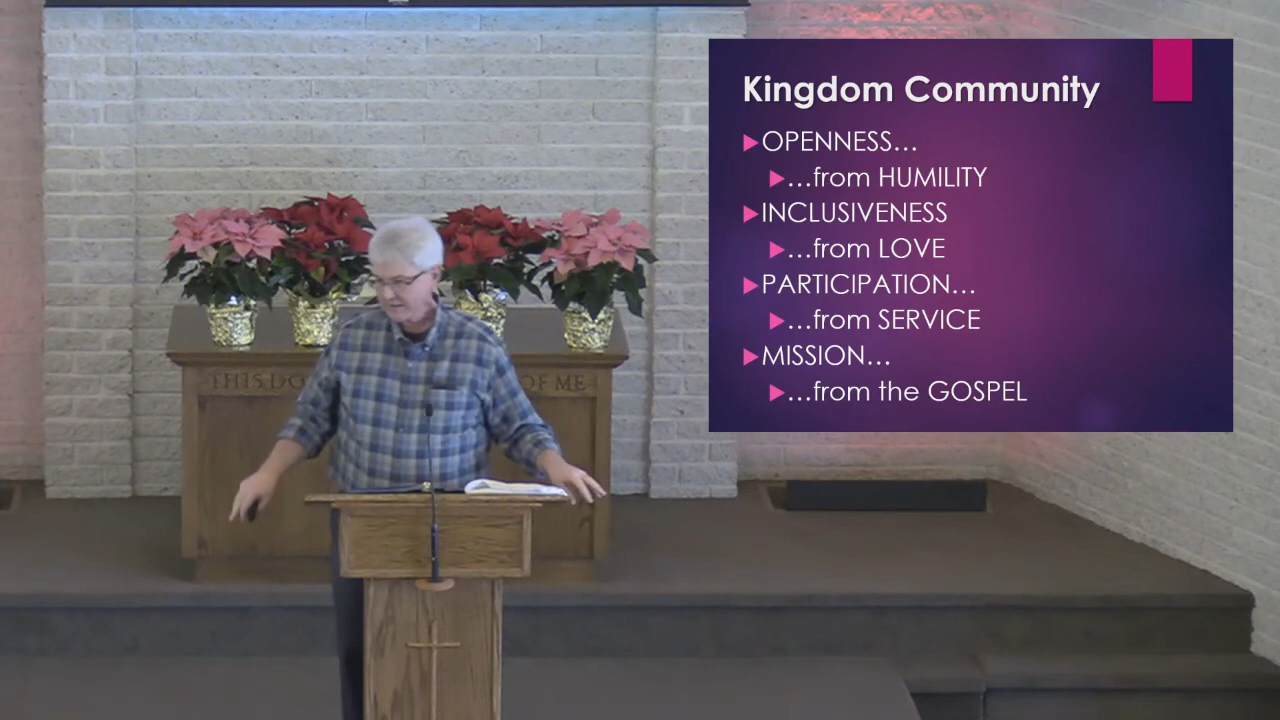 Kingdom Community
OPENNESS…
…from HUMILITY
INCLUSIVENESS
…from LOVE
PARTICIPATION…
…from SERVICE
MISSION…
…from the GOSPEL
THIS DO OF ME